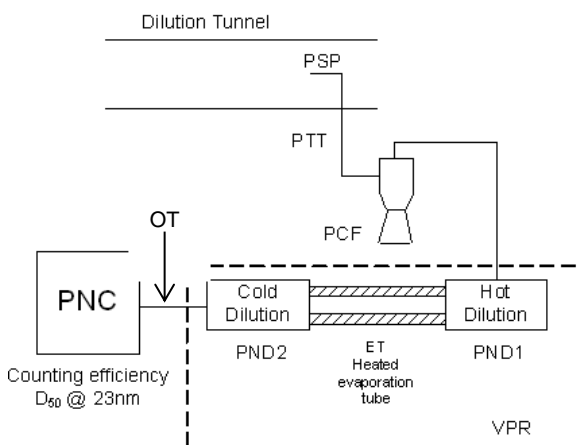 Dilution Tunnel
PSP
PTT
PCF
OT
PNC
Cold
Dilution
Hot
Dilution
PND2
ET
Heated
evaporation
tube
PND1
Counting efficiency
D₅₀ @ 23nm
VPR